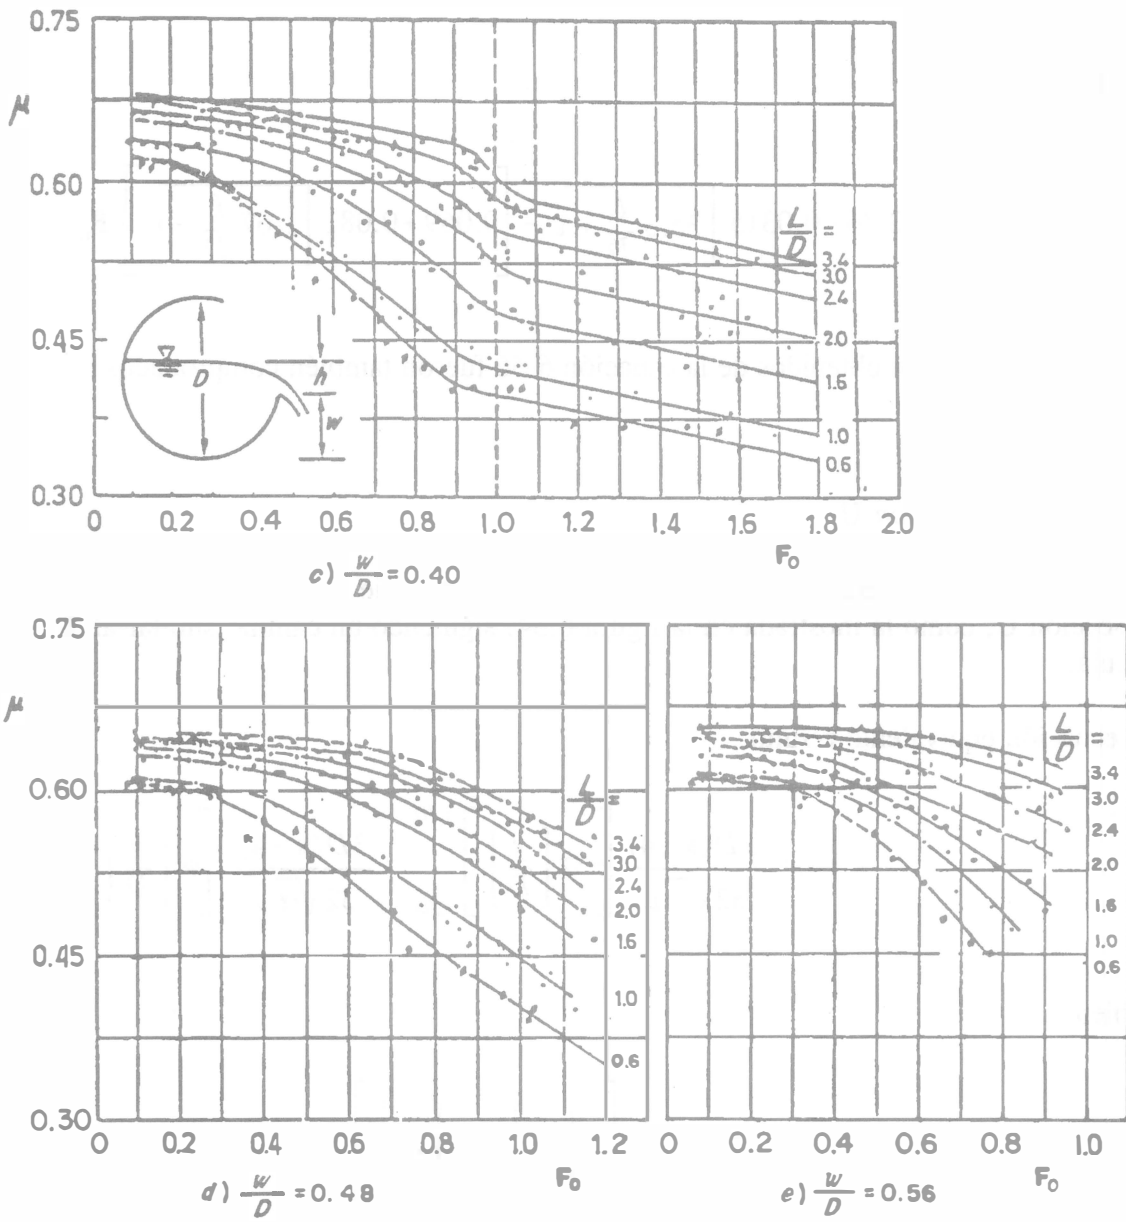 0.75
μ
0.60
0.45
0.30
D
h
w
L/D =
3.4
3.0
2.4
2.0
1.6
1.0
0.6
0 0.2 0.4 0.6 0.8 1.0 1.2 1.4 1.6 1.8 2.0
F₀
c) w/D = 0.40
0.75
μ
0.60
0.45
0.30
*
L/D =
3.4
3.0
2.4
2.0
1.6
1.0
0.6
0 0.2 0.4 0.6 0.8 1.0 1.2
F₀
d) w/D = 0.48
L/D =
3.4
3.0
2.4
2.0
1.6
1.0
0.6
0 0.2 0.4 0.6 0.8 1.0
F₀
e) w/D = 0.56